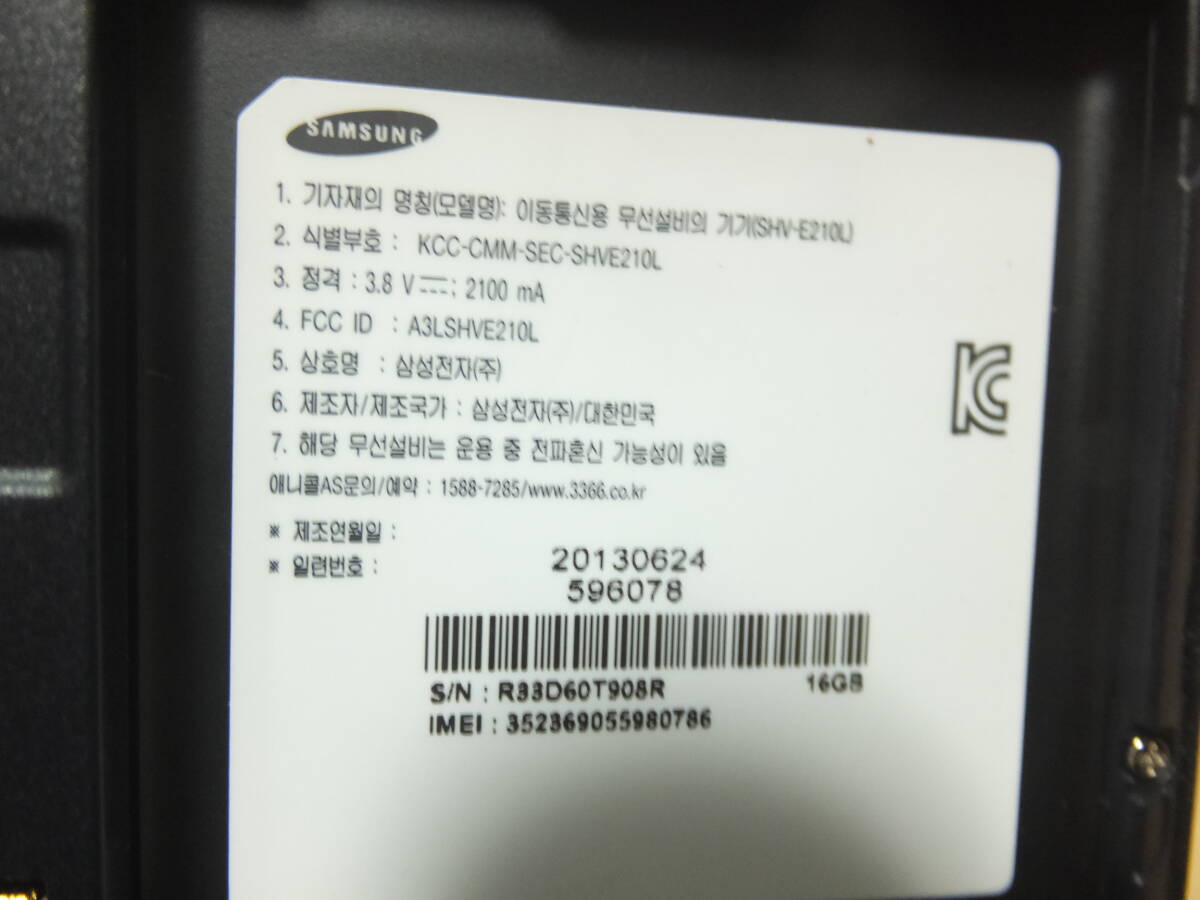 SAMSUNG
1. 기자재의 명칭(모델명): 이동통신용 무선설비의 기기(SHV-E210L)
2. 식별부호 : KCC-CMM-SEC-SHVE210L
3. 정격 : 3.8 V ⎓; 2100 mA
4. FCC ID : A3LSHVE210L
5. 상호명 : 삼성전자(주)
6. 제조자/제조국가 : 삼성전자(주)/대한민국
7. 해당 무선설비는 운용 중 전파혼신 가능성이 있음
애니콜AS문의/예약 : 1588-7285/www.3366.co.kr
※ 제조연월일 : 20130624
※ 일련번호 : 596078
S/N : R33D60T908R 16GB
IMEI : 352369055980786
KC